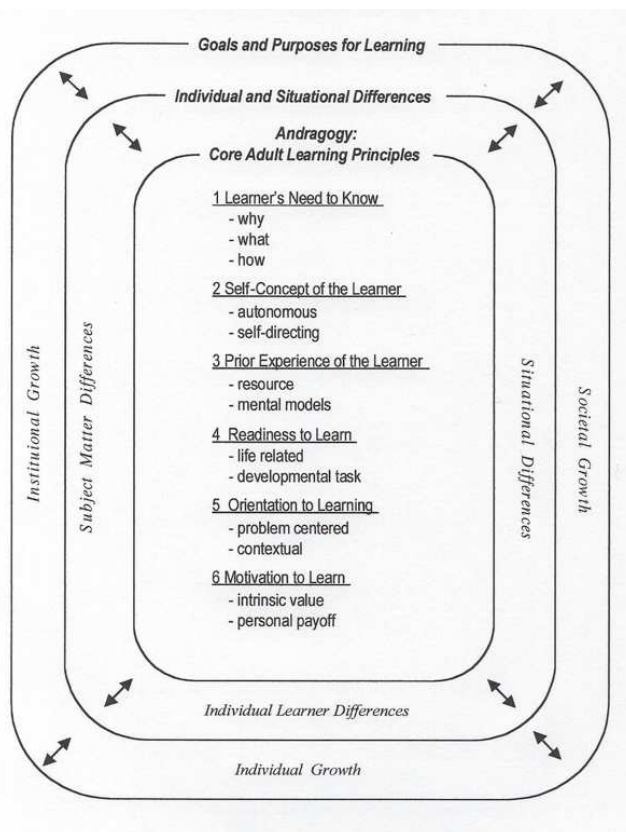 Goals and Purposes for Learning
Individual and Situational Differences
Andragogy:
Core Adult Learning Principles
1 Learner's Need to Know
- why
- what
- how
2 Self-Concept of the Learner
- autonomous
- self-directing
3 Prior Experience of the Learner
- resource
- mental models
4 Readiness to Learn
- life related
- developmental task
5 Orientation to Learning
- problem centered
- contextual
6 Motivation to Learn
- intrinsic value
- personal payoff
Institutional Growth
Subject Matter Differences
Situational Differences
Societal Growth
Individual Learner Differences
Individual Growth